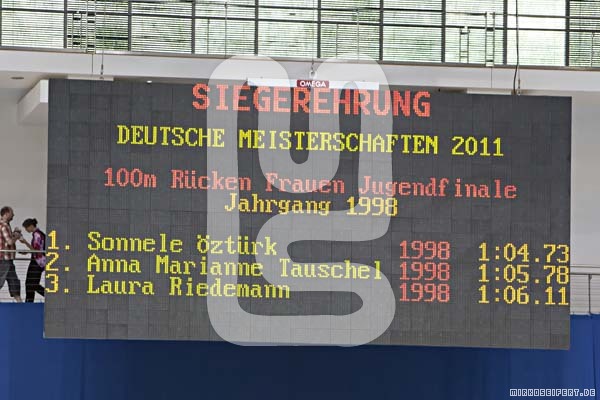 OMEGA
SIEGEREHRUNG
DEUTSCHE MEISTERSCHAFTEN 2011
100m Rücken Frauen Jugendfinale
Jahrgang 1998
1. Sonnele öztürk 1998 1:04.73
2. Anna Marianne Tauschel 1998 1:05.78
3. Laura Riedemann 1998 1:06.11
MIRKOSEIFERT.DE